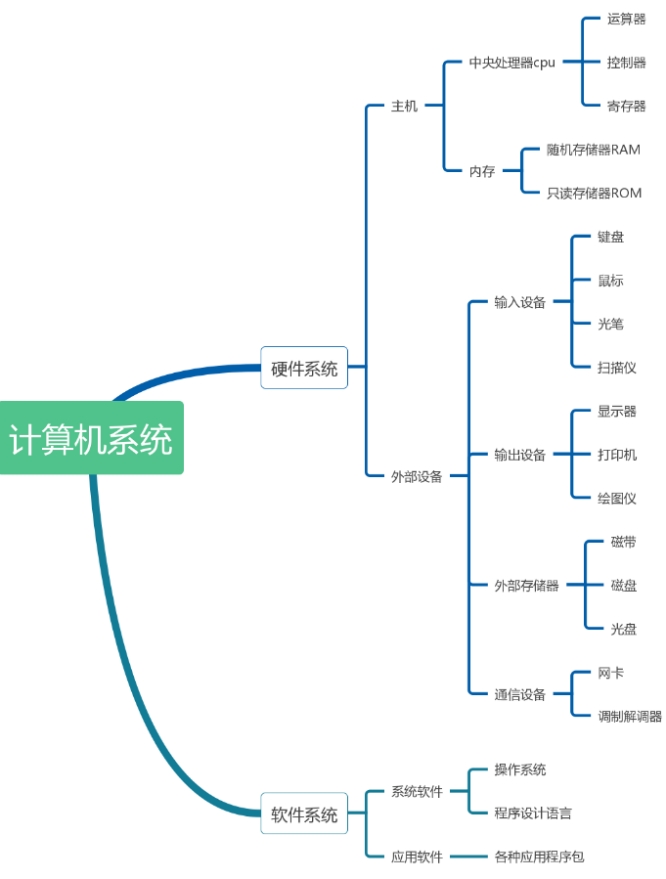 运算器
中央处理器cpu
控制器
主机
寄存器
随机存储器RAM
内存
只读存储器ROM
键盘
鼠标
输入设备
光笔
硬件系统
扫描仪
显示器
计算机系统
输出设备
打印机
外部设备
绘图仪
磁带
外部存储器
磁盘
光盘
网卡
通信设备
调制解调器
操作系统
系统软件
软件系统
程序设计语言
应用软件
各种应用程序包